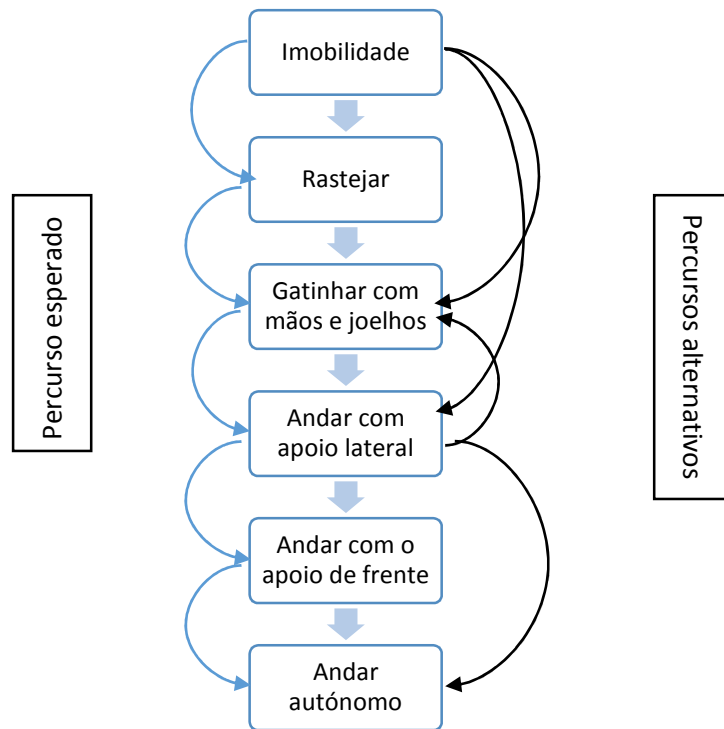 Imobilidade
Rastejar
Percurso esperado
Percursos alternativos
Gatinhar com
mãos e joelhos
Andar com
apoio lateral
Andar com o
apoio de frente
Andar
autónomo